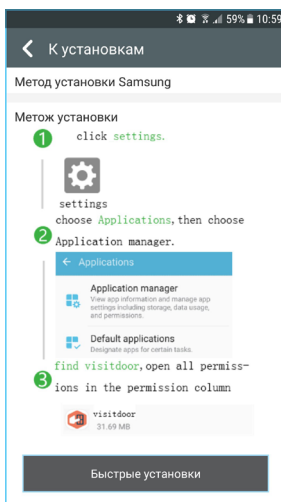 59% 10:59
К установкам
Метод установки Samsung
Метож установки
1 click settings.
settings
choose Applications, then choose
2 Application manager.
← Applications
Application manager
View app information and manage app
settings including storage, data usage,
and permissions.
Default applications
Designate apps for certain tasks.
find visitdoor, open all permiss-
3 ions in the permission column
visitdoor
31.69 MB
Быстрые установки